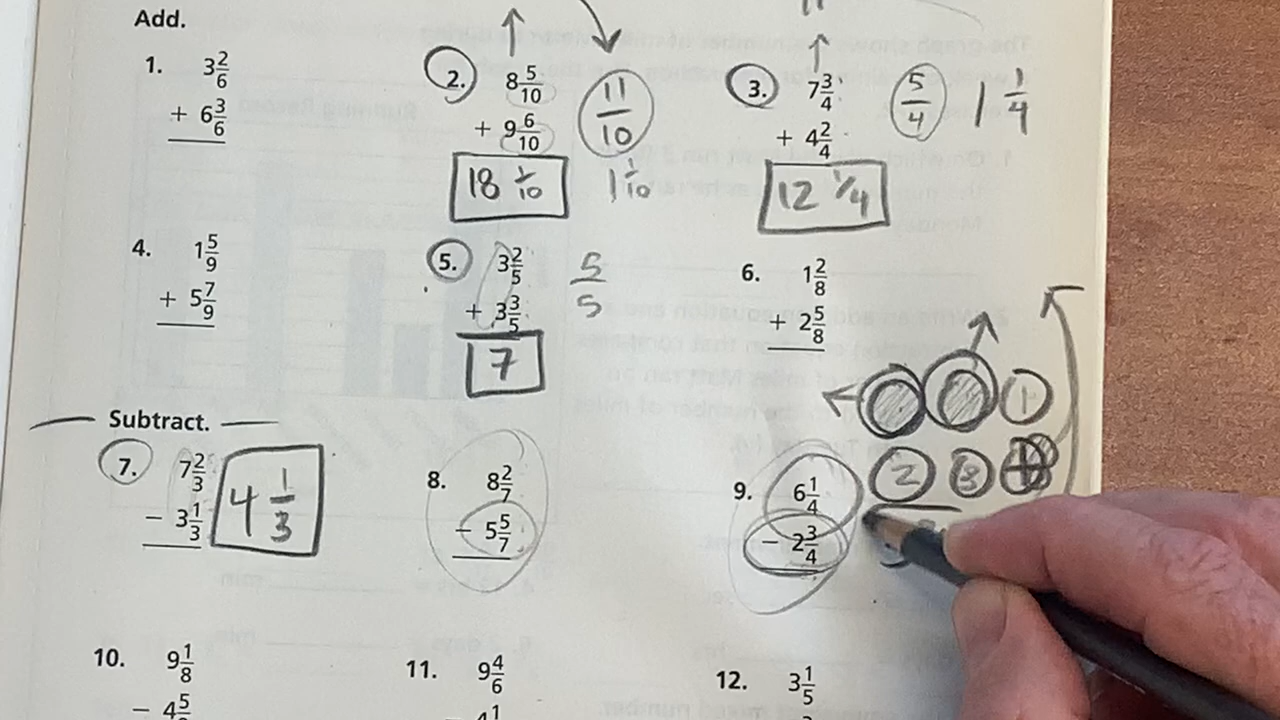 Add.
1. 3 2/6
+ 6 3/6
2. 8 5/10
+ 9 6/10
18 1/10
11/10
1 1/10
3. 7 3/4
+ 4 2/4
12 1/4
5/4 1 1/4
4. 1 5/9
+ 5 7/9
5. 3 2/5
+ 3 3/5
7
5/5
6. 1 2/8
+ 2 5/8
1
2 3
Subtract.
7. 7 2/3
− 3 1/3
4 1/3
8. 8 2/7
− 5 5/7
9. 6 1/4
− 2 3/4
10. 9 1/8
− 4 5
11. 9 4/6
12. 3 1/5